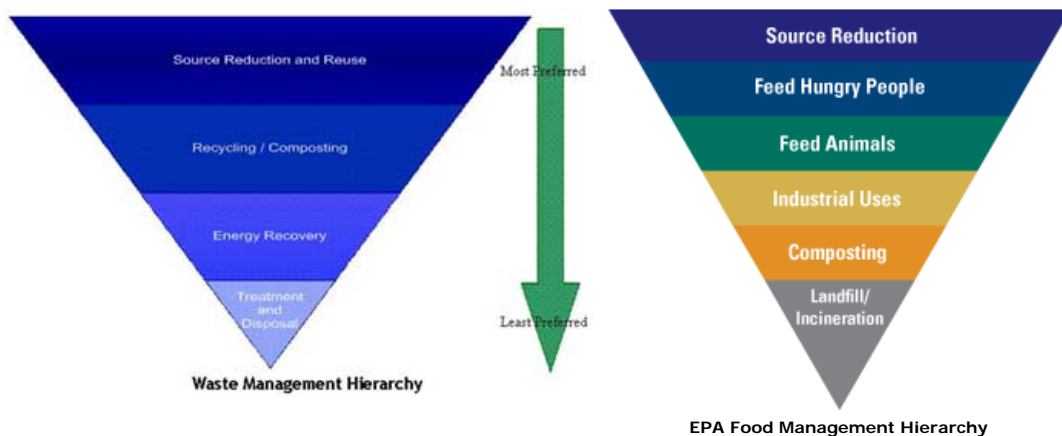 Source Reduction and Reuse
Recycling / Composting
Energy Recovery
Treatment
and
Disposal
Waste Management Hierarchy
Most Preferred
Least Preferred
Source Reduction
Feed Hungry People
Feed Animals
Industrial Uses
Composting
Landfill/
Incineration
EPA Food Management Hierarchy